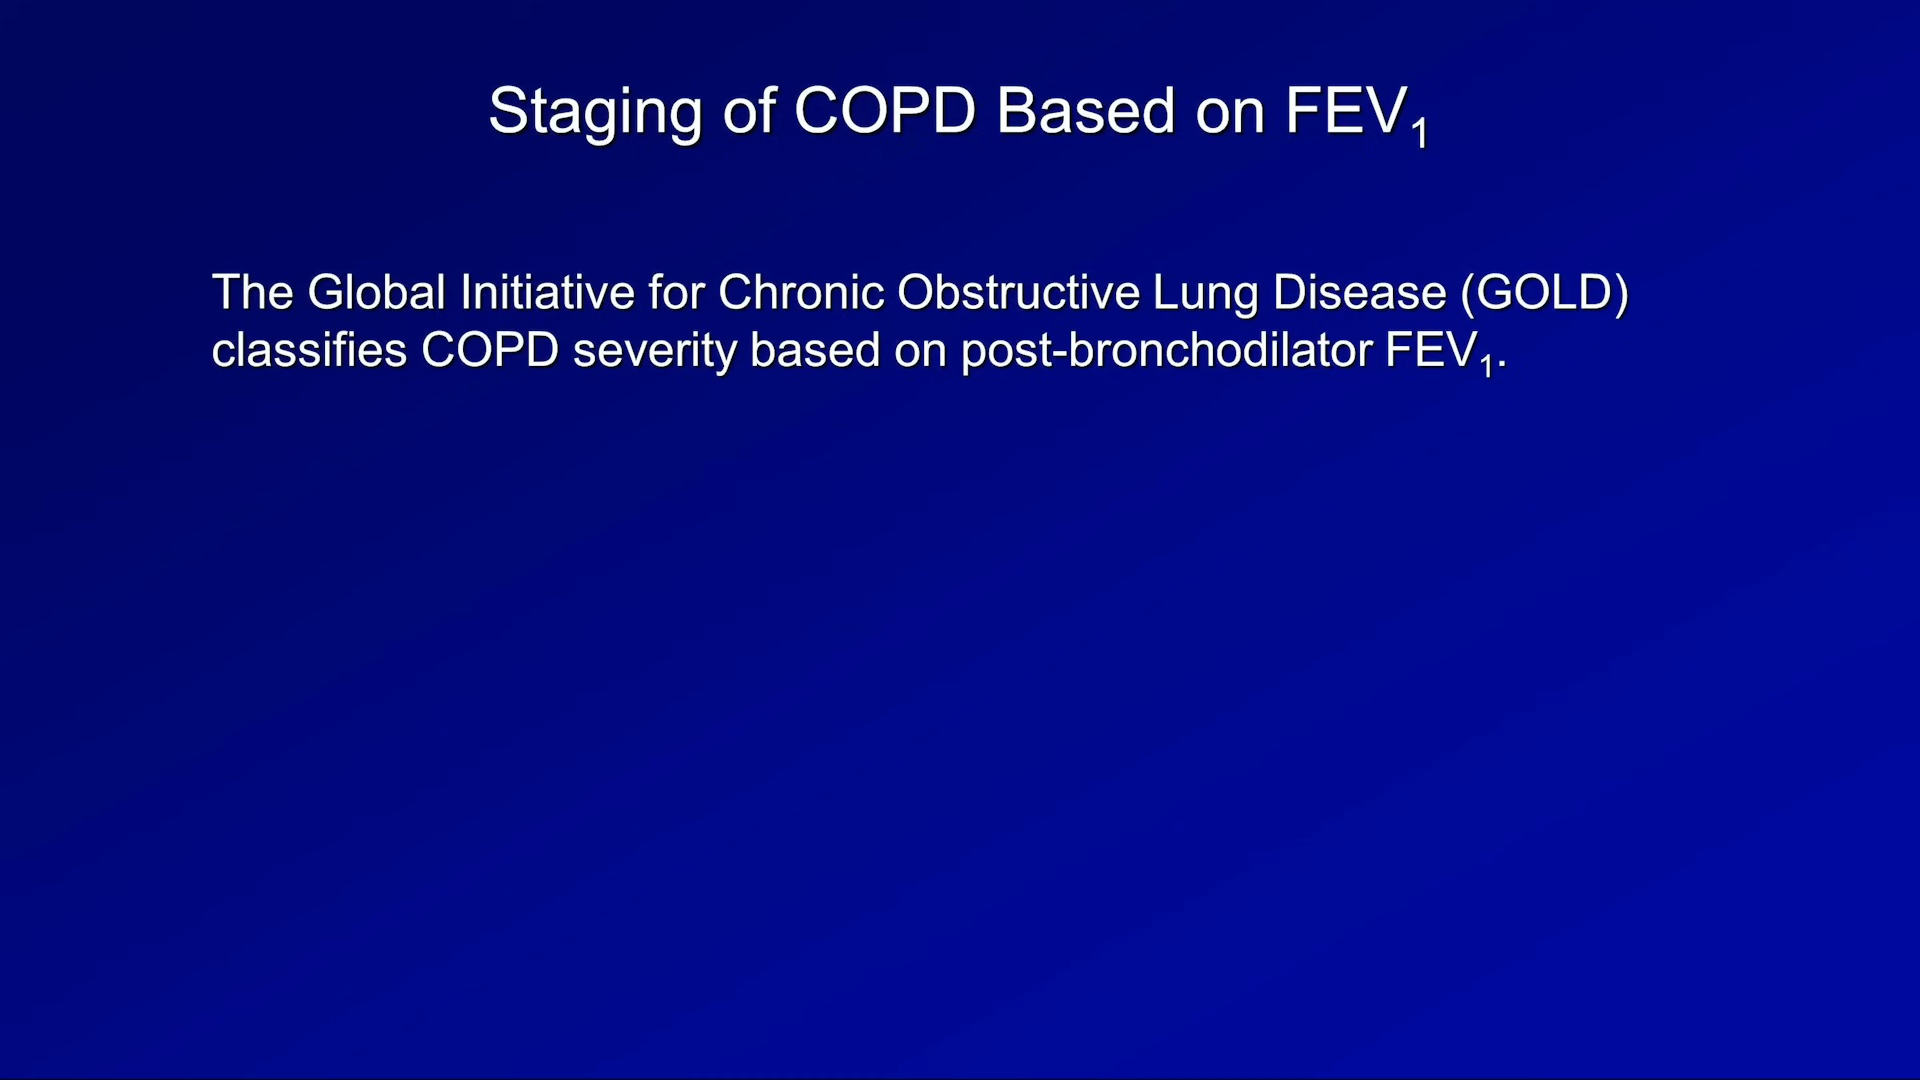 Staging of COPD Based on FEV₁
The Global Initiative for Chronic Obstructive Lung Disease (GOLD)
classifies COPD severity based on post-bronchodilator FEV₁.